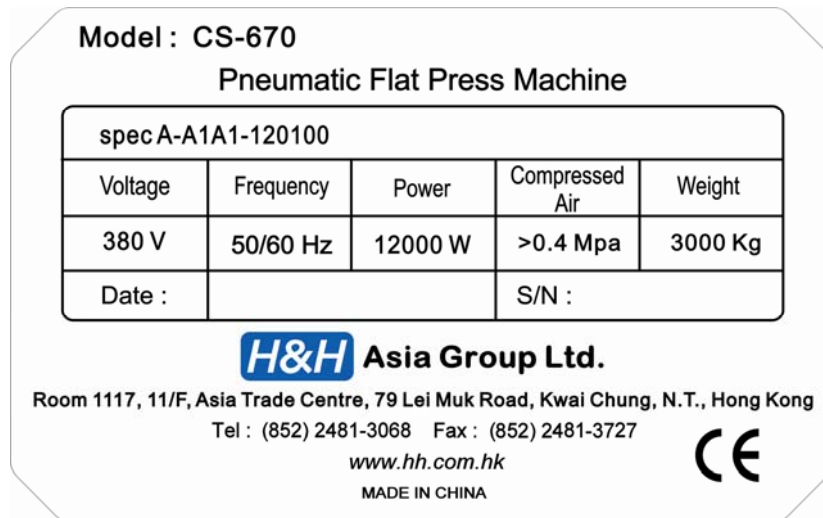 Model : CS-670
Pneumatic Flat Press Machine
spec A-A1A1-120100
Voltage Frequency Power Compressed Air Weight
380 V 50/60 Hz 12000 W >0.4 Mpa 3000 Kg
Date : S/N :
H&H Asia Group Ltd.
Room 1117, 11/F, Asia Trade Centre, 79 Lei Muk Road, Kwai Chung, N.T., Hong Kong
Tel : (852) 2481-3068 Fax : (852) 2481-3727
www.hh.com.hk
MADE IN CHINA
CE